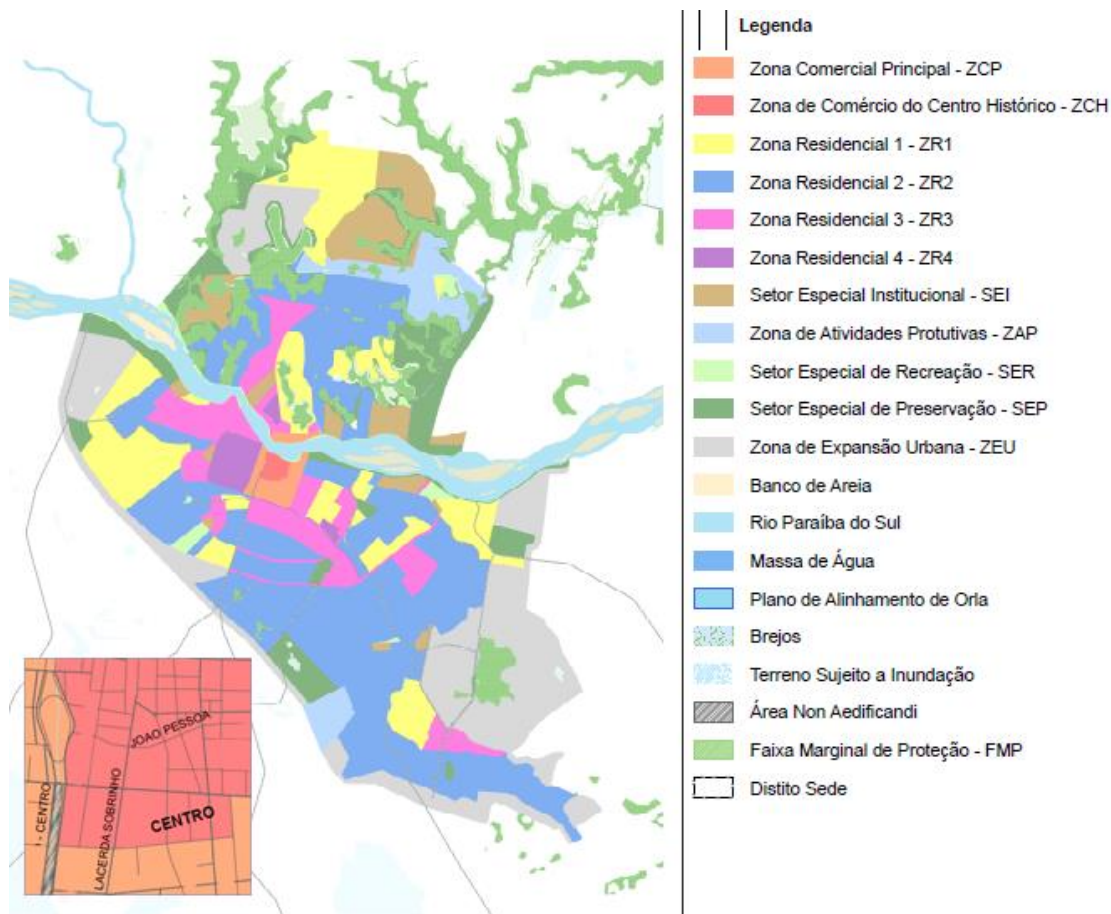 Legenda
Zona Comercial Principal - ZCP
Zona de Comércio do Centro Histórico - ZCH
Zona Residencial 1 - ZR1
Zona Residencial 2 - ZR2
Zona Residencial 3 - ZR3
Zona Residencial 4 - ZR4
Setor Especial Institucional - SEI
Zona de Atividades Protutivas - ZAP
Setor Especial de Recreação - SER
Setor Especial de Preservação - SEP
Zona de Expansão Urbana - ZEU
Banco de Areia
Rio Paraíba do Sul
Massa de Água
Plano de Alinhamento de Orla
Brejos
Terreno Sujeito a Inundação
Área Non Aedificandi
Faixa Marginal de Proteção - FMP
Distito Sede
JOAO PESSOA
LACERDA SOBRINHO
I - CENTRO
CENTRO